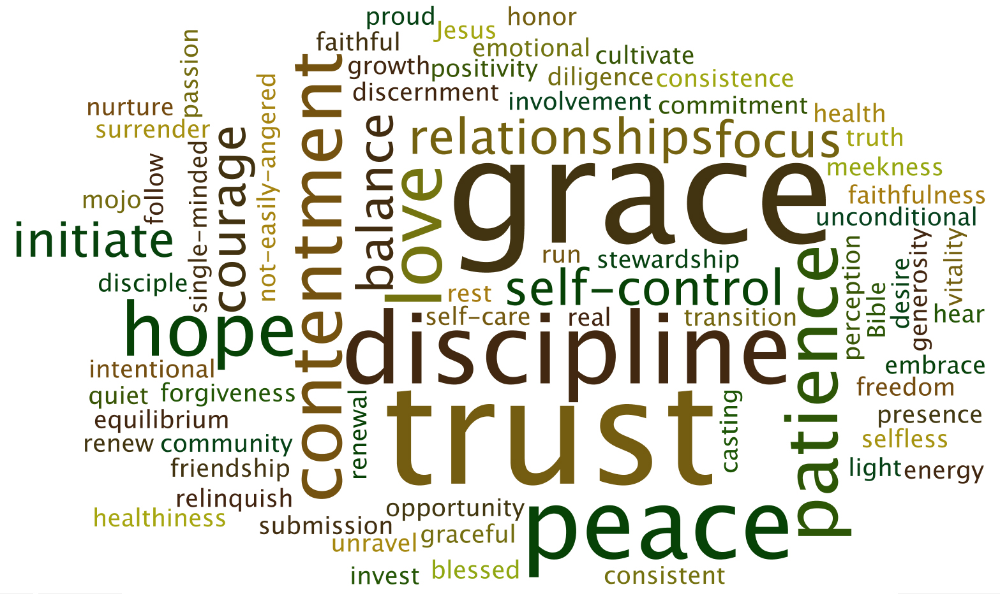 proud
honor
Jesus
faithful
emotional
cultivate
growth
positivity
diligence
consistence
discernment
involvement
commitment
passion
nurture
surrender
not-easily-angered
contentment
health
relationships
focus
truth
courage
balance
single-minded
follow
mojo
love
grace
meekness
faithfulness
unconditional
initiate
run
stewardship
disciple
rest
self-control
patience
perception
Bible
desire
generosity
vitality
hear
hope
self-care
real
transition
discipline
intentional
embrace
quiet
forgiveness
freedom
equilibrium
renewal
trust
casting
presence
renew
community
selfless
friendship
light
energy
relinquish
healthiness
opportunity
peace
submission
graceful
unravel
invest
blessed
consistent